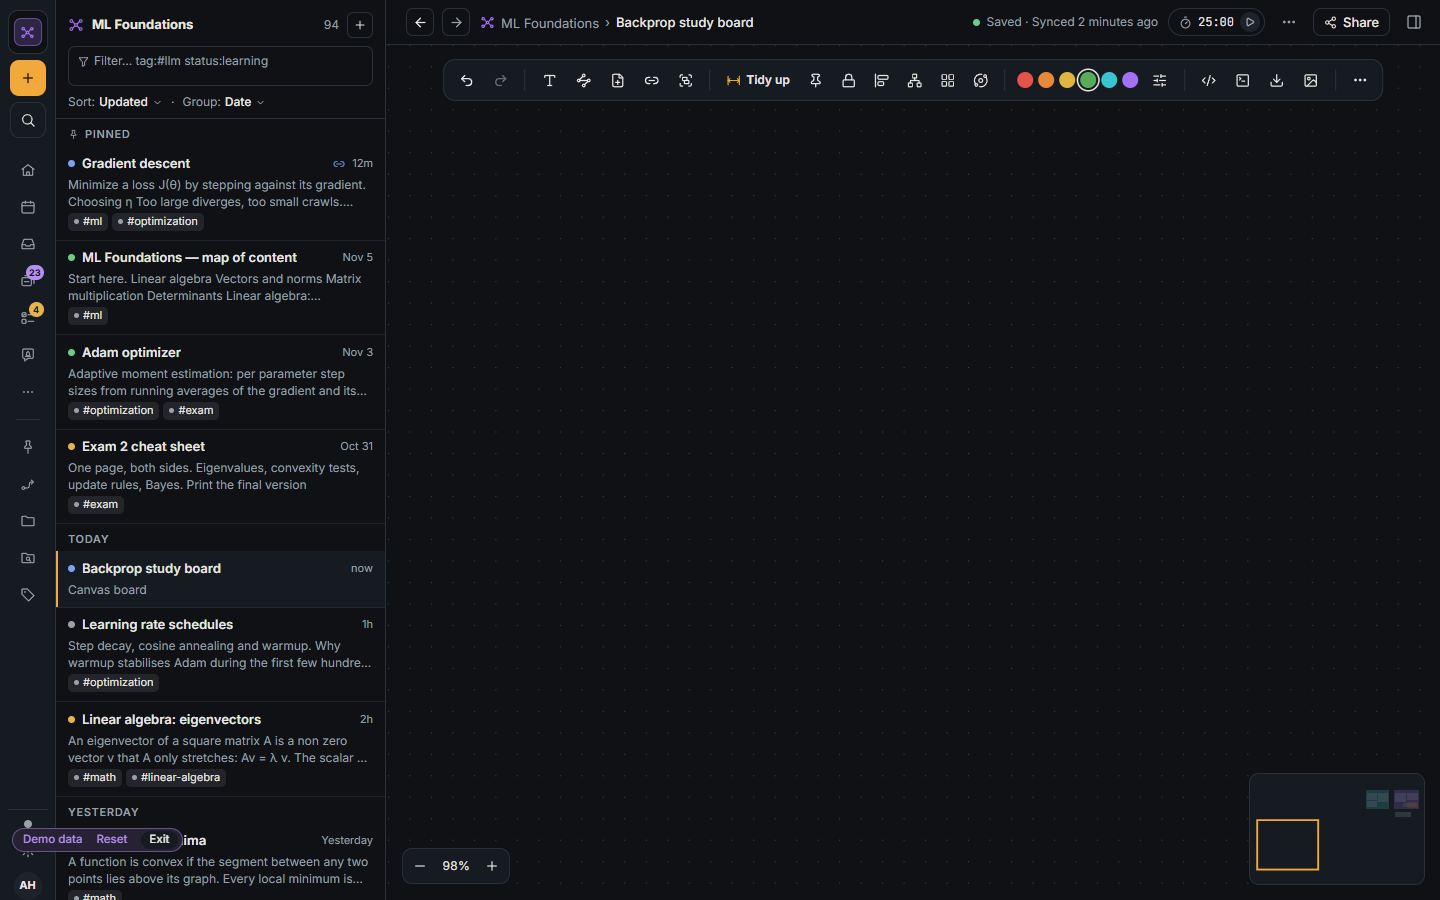 ML Foundations 94
Filter... tag:#llm status:learning
Sort: Updated · Group: Date
PINNED
Gradient descent 12m
Minimize a loss J(θ) by stepping against its gradient.
Choosing η Too large diverges, too small crawls....
#ml #optimization
ML Foundations — map of content Nov 5
Start here. Linear algebra Vectors and norms Matrix
multiplication Determinants Linear algebra:...
#ml
Adam optimizer Nov 3
Adaptive moment estimation: per parameter step
sizes from running averages of the gradient and its...
#optimization #exam
Exam 2 cheat sheet Oct 31
One page, both sides. Eigenvalues, convexity tests,
update rules, Bayes. Print the final version
#exam
TODAY
Backprop study board now
Canvas board
Learning rate schedules 1h
Step decay, cosine annealing and warmup. Why
warmup stabilises Adam during the first few hundre...
#optimization
Linear algebra: eigenvectors 2h
An eigenvector of a square matrix A is a non zero
vector v that A only stretches: Av = λ v. The scalar ...
#math #linear-algebra
YESTERDAY
ima Yesterday
A function is convex if the segment between any two
points lies above its graph. Every local minimum is...
#math
23
4
Demo data Reset Exit
AH
ML Foundations › Backprop study board
Saved · Synced 2 minutes ago
25:00
Share
Tidy up
98%